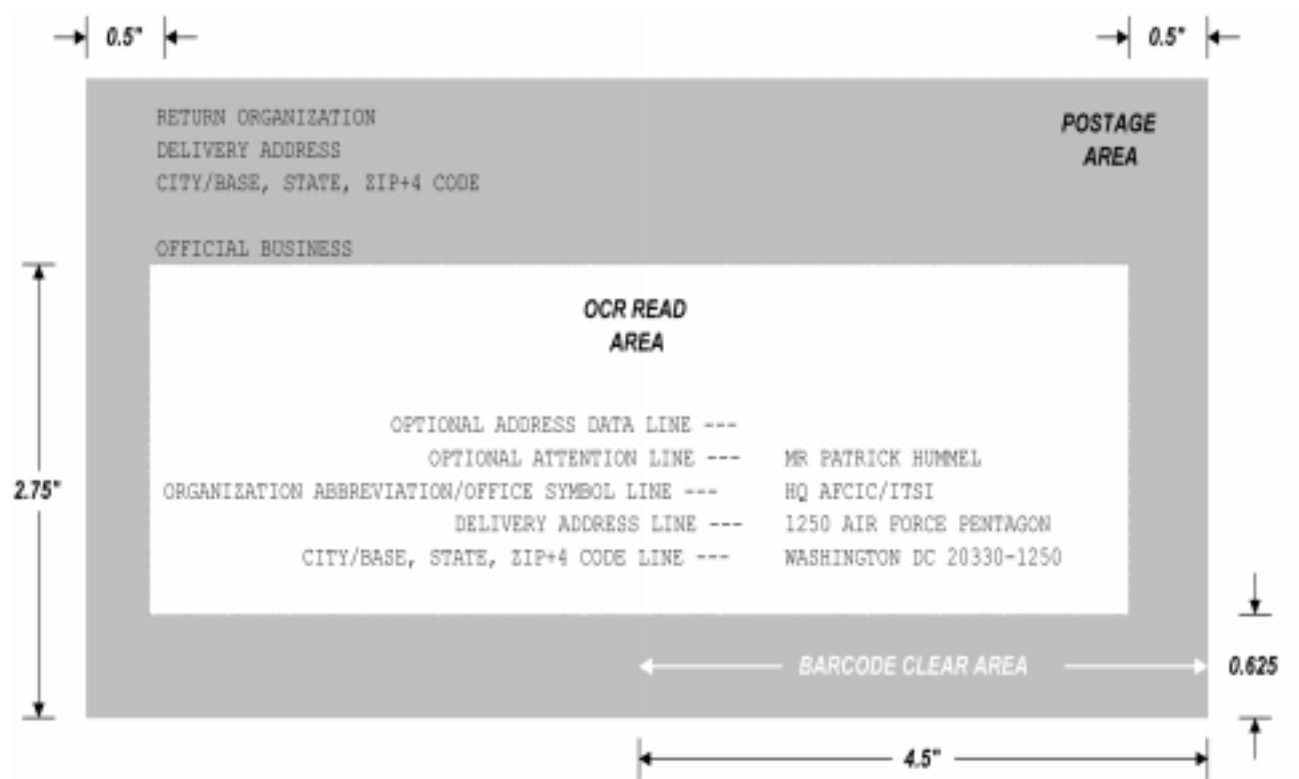 0.5" 0.5"
RETURN ORGANIZATION
DELIVERY ADDRESS
CITY/BASE, STATE, ZIP+4 CODE
POSTAGE
AREA
OFFICIAL BUSINESS
OCR READ
AREA
OPTIONAL ADDRESS DATA LINE ---
OPTIONAL ATTENTION LINE --- MR PATRICK HUMMEL
ORGANIZATION ABBREVIATION/OFFICE SYMBOL LINE --- HQ AFCIC/ITSI
DELIVERY ADDRESS LINE --- 1250 AIR FORCE PENTAGON
CITY/BASE, STATE, ZIP+4 CODE LINE --- WASHINGTON DC 20330-1250
2.75"
BARCODE CLEAR AREA
0.625
4.5"